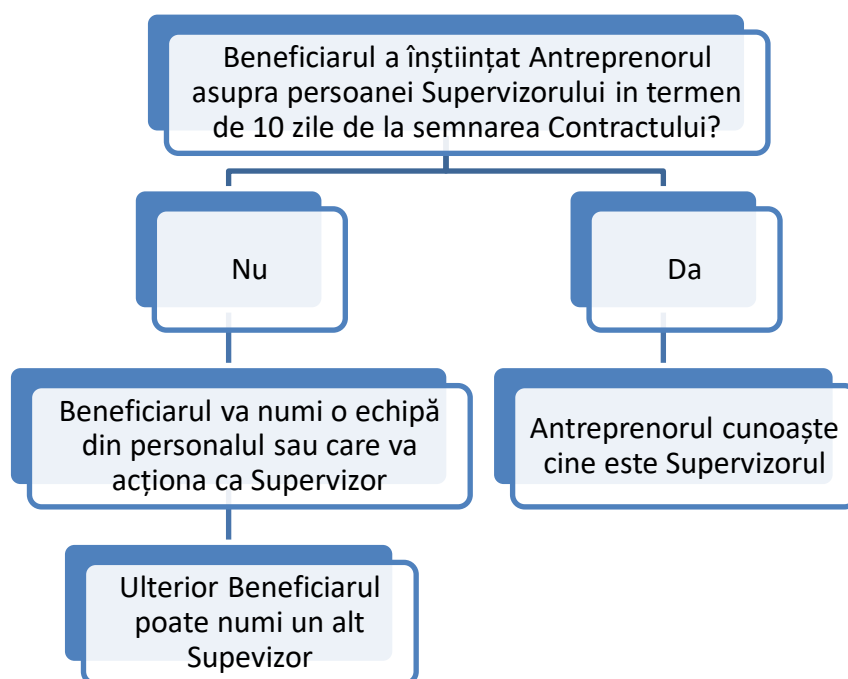 Beneficiarul a înștiințat Antreprenorul
asupra persoanei Supervizorului in termen
de 10 zile de la semnarea Contractului?
Nu
Da
Beneficiarul va numi o echipă
din personalul sau care va
acționa ca Supervizor
Antreprenorul cunoaște
cine este Supervizorul
Ulterior Beneficiarul
poate numi un alt
Supevizor